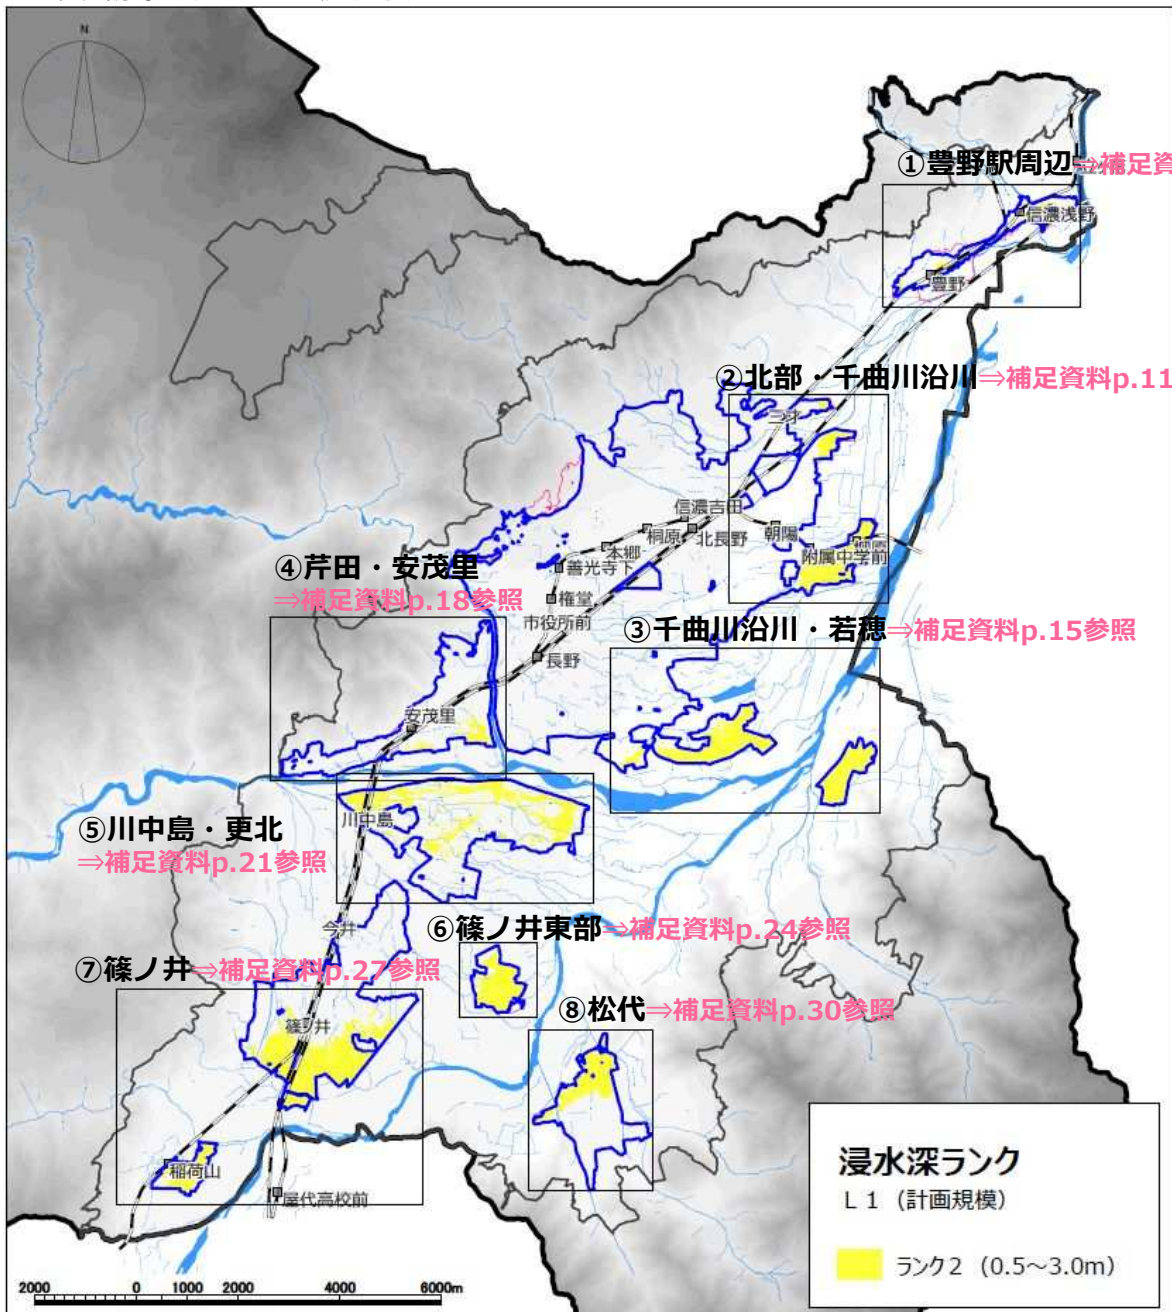 N
①豊野駅周辺⇒補足資
信濃浅野
豊野
②北部・千曲川沿川⇒補足資料p.11
三才
信濃吉田
桐原
北長野
朝陽
本郷
附属中学前
善光寺下
④芹田・安茂里
⇒補足資料p.18参照
権堂
市役所前
③千曲川沿川・若穂⇒補足資料p.15参照
長野
安茂里
川中島
⑤川中島・更北
⇒補足資料p.21参照
今井
⑥篠ノ井東部⇒補足資料p.24参照
⑦篠ノ井⇒補足資料p.27参照
⑧松代⇒補足資料p.30参照
篠ノ井
稲荷山
屋代高校前
浸水深ランク
L1(計画規模)
ランク2 (0.5~3.0m)
2000 0 1000 2000 4000 6000m